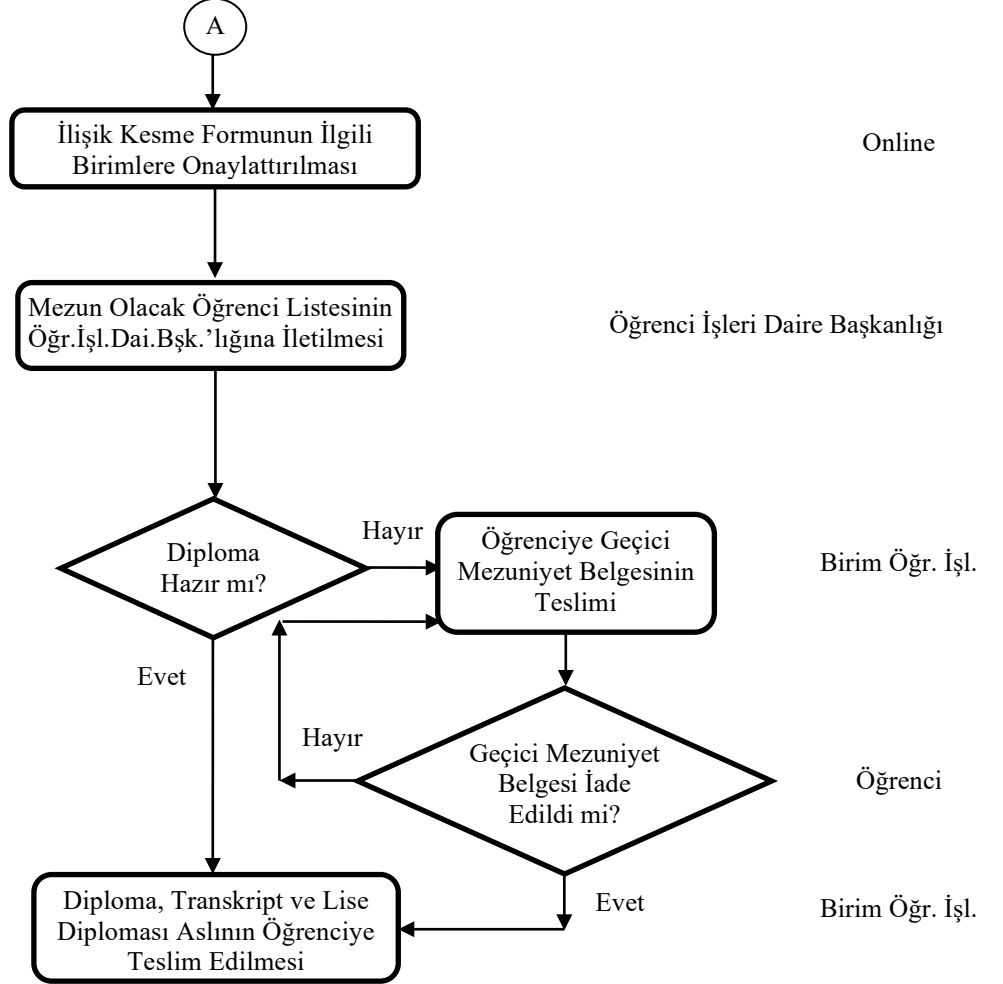 A
İlişik Kesme Formunun İlgili
Birimlere Onaylattırılması
Online
Mezun Olacak Öğrenci Listesinin
Öğr.İşl.Dai.Bşk.’lığına İletilmesi
Öğrenci İşleri Daire Başkanlığı
Diploma
Hazır mı?
Hayır
Öğrenciye Geçici
Mezuniyet Belgesinin
Teslimi
Birim Öğr. İşl.
Evet
Hayır
Geçici Mezuniyet
Belgesi İade
Edildi mi?
Öğrenci
Evet
Diploma, Transkript ve Lise
Diploması Aslının Öğrenciye
Teslim Edilmesi
Birim Öğr. İşl.